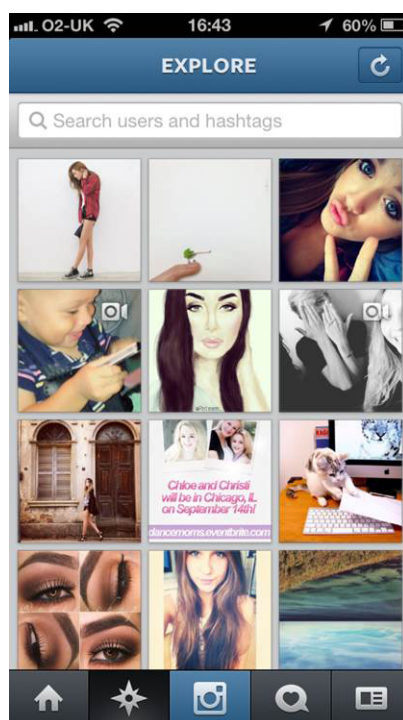 O2-UK 16:43 60%
EXPLORE
Search users and hashtags
Chloe and Christi
will be in Chicago, IL
on September 14th!
dancemoms.eventbrite.com